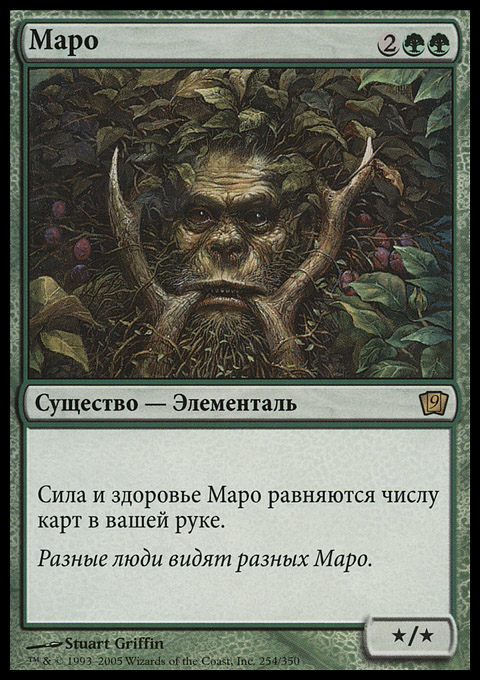 Маро 2
Существо — Элементаль 9
Сила и здоровье Маро равняются числу
карт в вашей руке.
Разные люди видят разных Маро.
Stuart Griffin
★/★
™ & © 1993–2005 Wizards of the Coast, Inc. 254/350